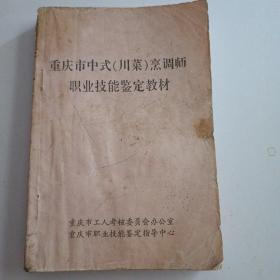 重庆市中式(川菜)烹调师
职业技能鉴定教材
重庆市工人考核委员会办公室
重庆市职业技能鉴定指导中心